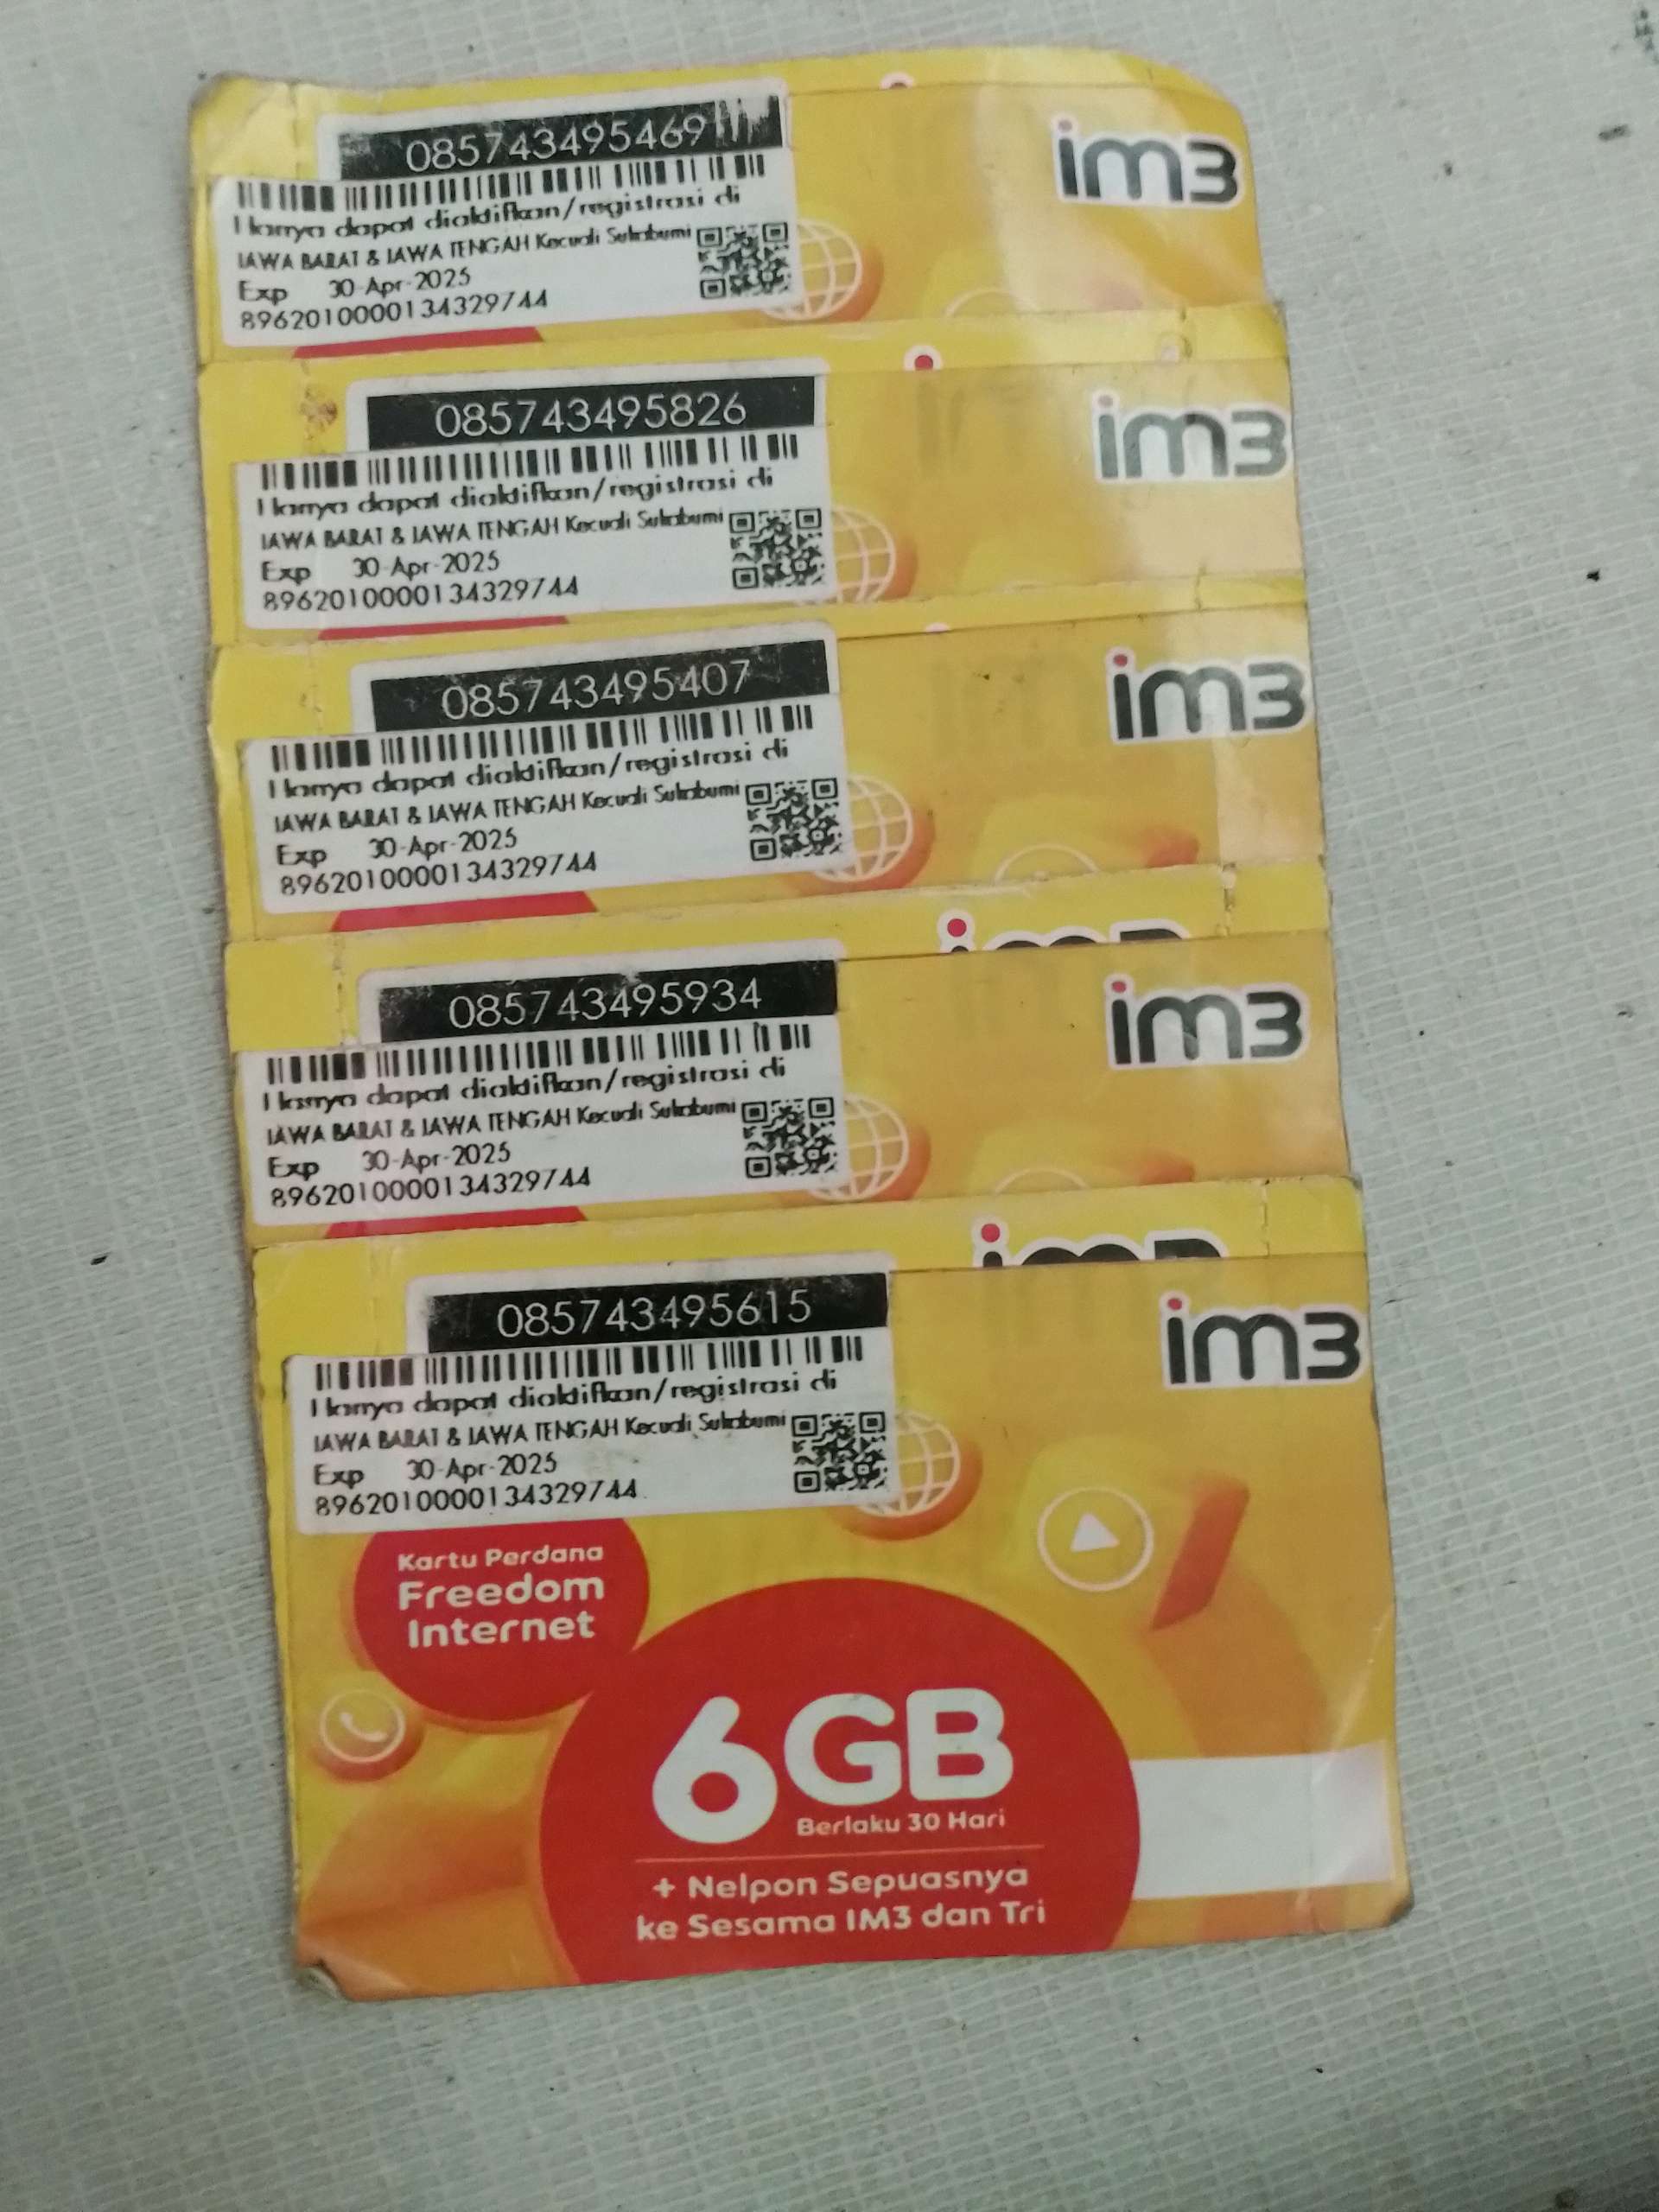 085743495469
im3
Hanya dapat diaktifkan/registrasi di
JAWA BARAT & JAWA TENGAH Kecuali Sukabumi
Exp 30-Apr-2025
8962010000134329744
085743495826
im3
Hanya dapat diaktifkan/registrasi di
JAWA BARAT & JAWA TENGAH Kecuali Sukabumi
Exp 30-Apr-2025
8962010000134329744
085743495407
im3
Hanya dapat diaktifkan/registrasi di
JAWA BARAT & JAWA TENGAH Kecuali Sukabumi
Exp 30-Apr-2025
8962010000134329744
085743495934
im3
Hanya dapat diaktifkan/registrasi di
JAWA BARAT & JAWA TENGAH Kecuali Sukabumi
Exp 30-Apr-2025
8962010000134329744
085743495615
im3
Hanya dapat diaktifkan/registrasi di
JAWA BARAT & JAWA TENGAH Kecuali Sukabumi
Exp 30-Apr-2025
8962010000134329744
Kartu Perdana
Freedom
Internet
6GB
Berlaku 30 Hari
+ Nelpon Sepuasnya
ke Sesama IM3 dan Tri